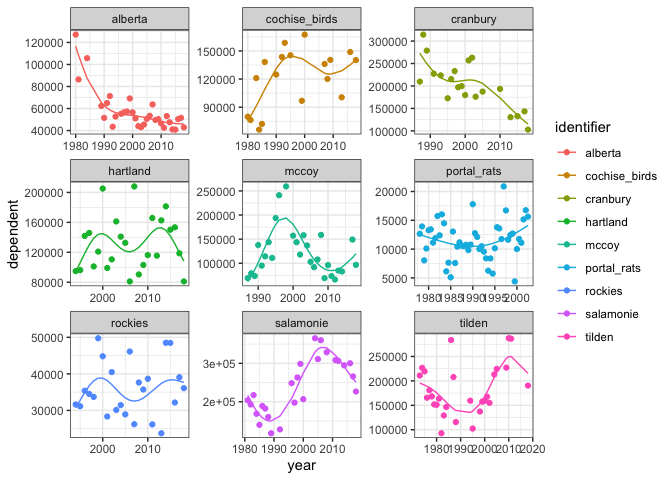 alberta cochise_birds cranbury
120000 100000 80000 60000 40000
1980 1990 2000 2010
150000 120000 90000
1980 1990 2000 2010
300000 250000 200000 150000 100000
1990 2000 2010
hartland mccoy portal_rats
200000 160000 120000 80000
2000 2010
250000 200000 150000 100000
1990 2000 2010
20000 15000 10000 5000
1980 1985 1990 1995 2000
rockies salamonie tilden
50000 40000 30000
2000 2010
3e+05 2e+05
1980 1990 2000 2010
250000 200000 150000 100000
1980 1990 2000 2010 2020
dependent
year
identifier
alberta
cochise_birds
cranbury
hartland
mccoy
portal_rats
rockies
salamonie
tilden